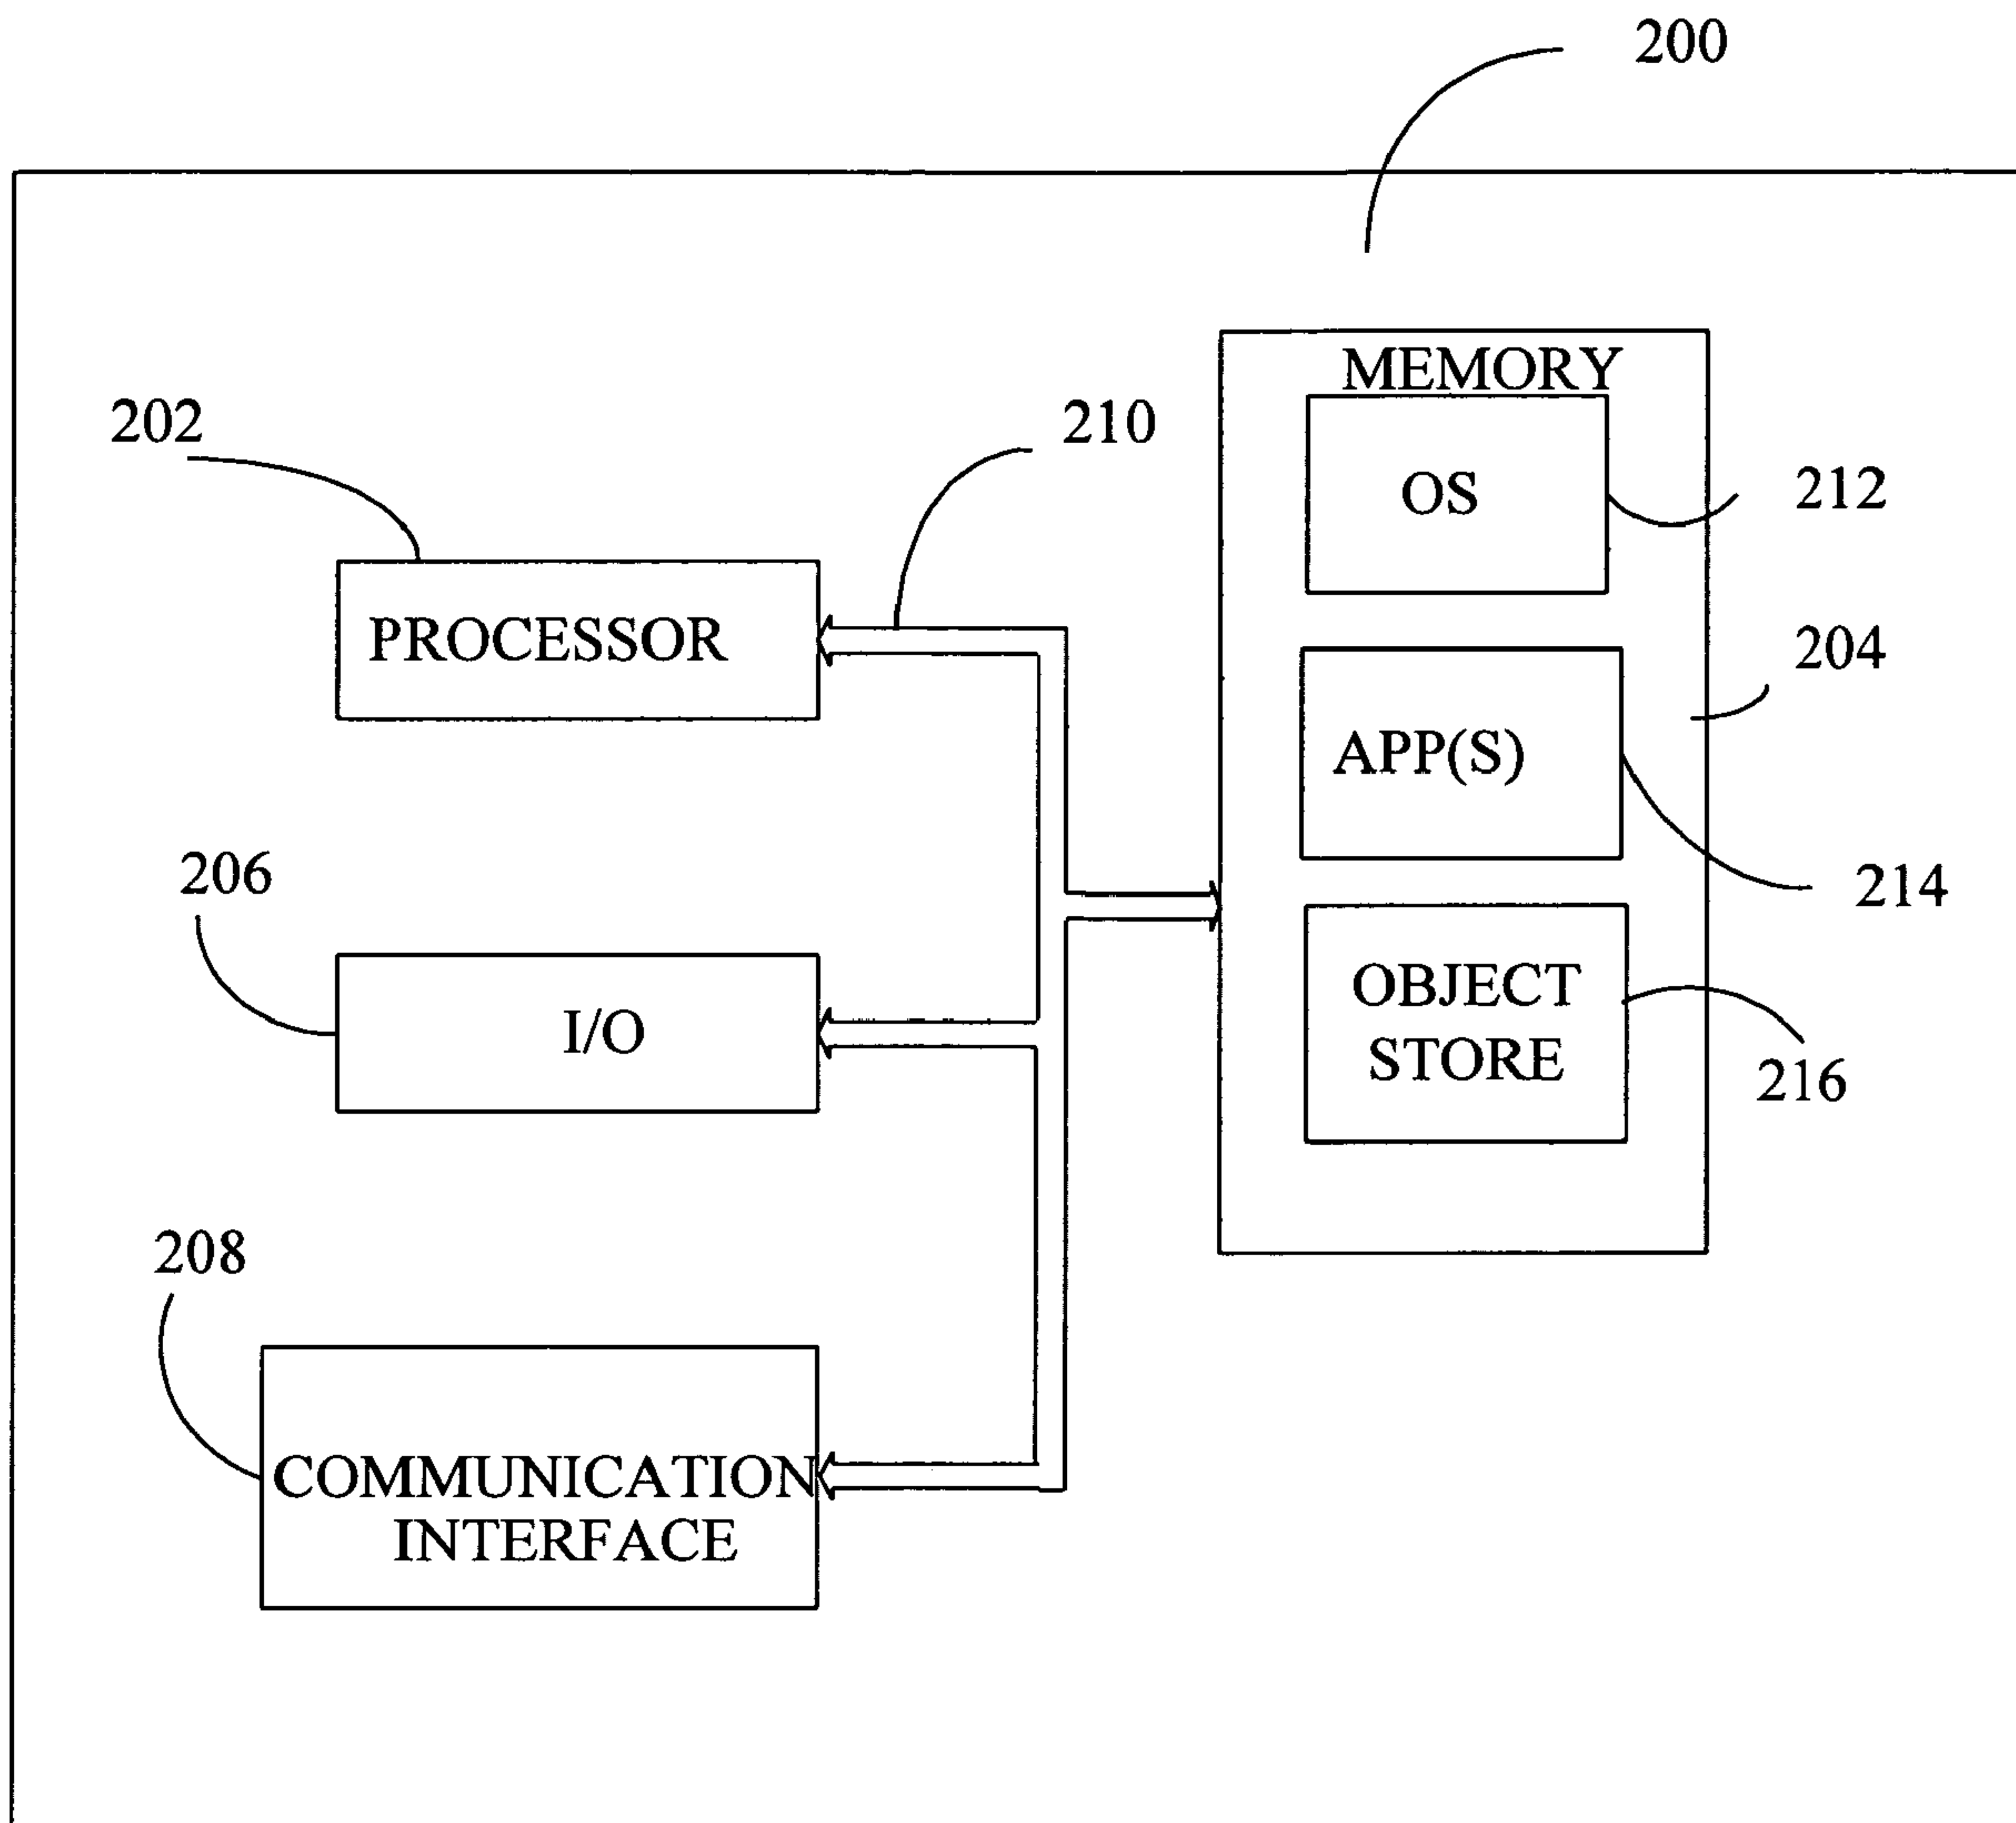 200
MEMORY
202
210
OS
212
PROCESSOR
204
APP(S)
206
214
I/O
OBJECT
STORE
216
208
COMMUNICATION
INTERFACE